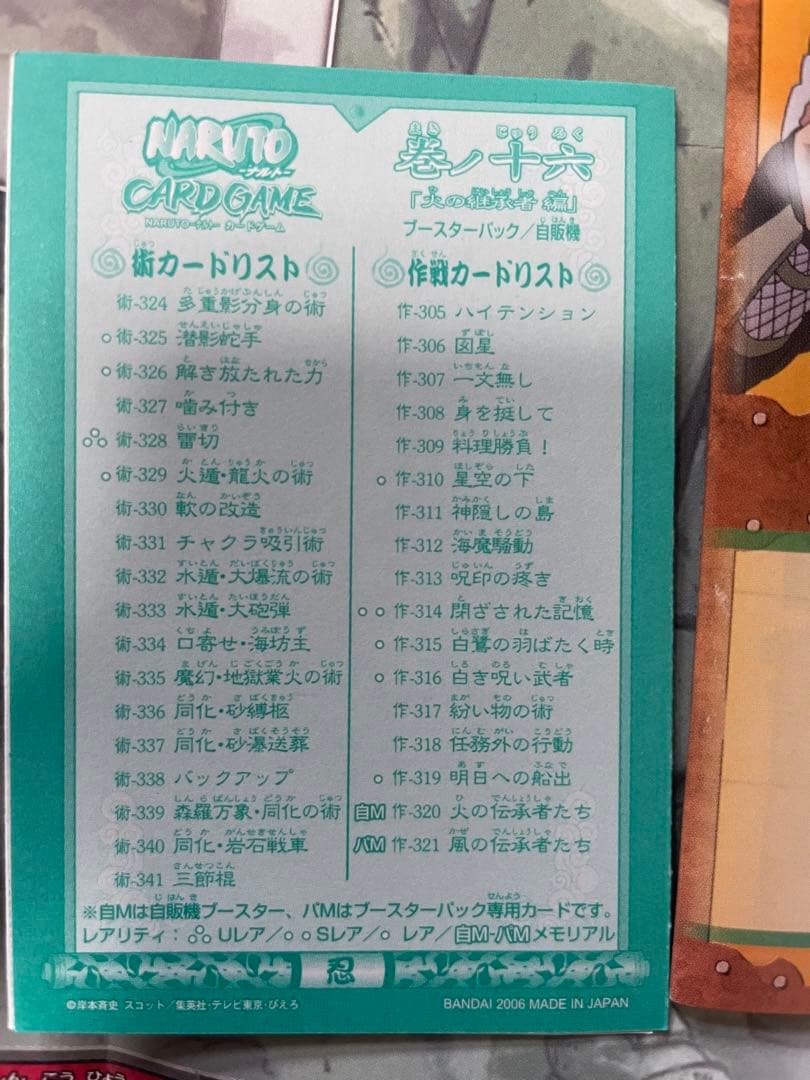 NARUTO
-ナルト-
CARD GAME
NARUTO-ナルト- カードゲーム
巻ノ十六
「火の継承者 編」
ブースターパック/自販機
術カードリスト
術-324 多重影分身の術
○術-325 潜影蛇手
○術-326 解き放たれた力
術-327 噛み付き
術-328 雷切
○術-329 火遁・龍火の術
術-330 軟の改造
術-331 チャクラ吸引術
術-332 水遁・大爆流の術
術-333 水遁・大砲弾
術-334 口寄せ・海坊主
術-335 魔幻・地獄業火の術
術-336 同化・砂縛柩
術-337 同化・砂瀑送葬
術-338 バックアップ
術-339 森羅万象・同化の術
術-340 同化・岩石戦車
術-341 三節棍
作戦カードリスト
作-305 ハイテンション
作-306 図星
作-307 一文無し
作-308 身を挺して
作-309 料理勝負!
○作-310 星空の下
作-311 神隠しの島
作-312 海魔騒動
作-313 呪印の疼き
○○作-314 閉ざされた記憶
○作-315 白鷺の羽ばたく時
○作-316 白き呪い武者
作-317 紛い物の術
作-318 任務外の行動
○作-319 明日への船出
自M 作-320 火の伝承者たち
パM 作-321 風の伝承者たち
※自Mは自販機ブースター、パMはブースターパック専用カードです。
レアリティ:Uレア/○○Sレア/○ レア/自M・パMメモリアル
忍
©岸本斉史 スコット/集英社・テレビ東京・ぴえろ
BANDAI 2006 MADE IN JAPAN